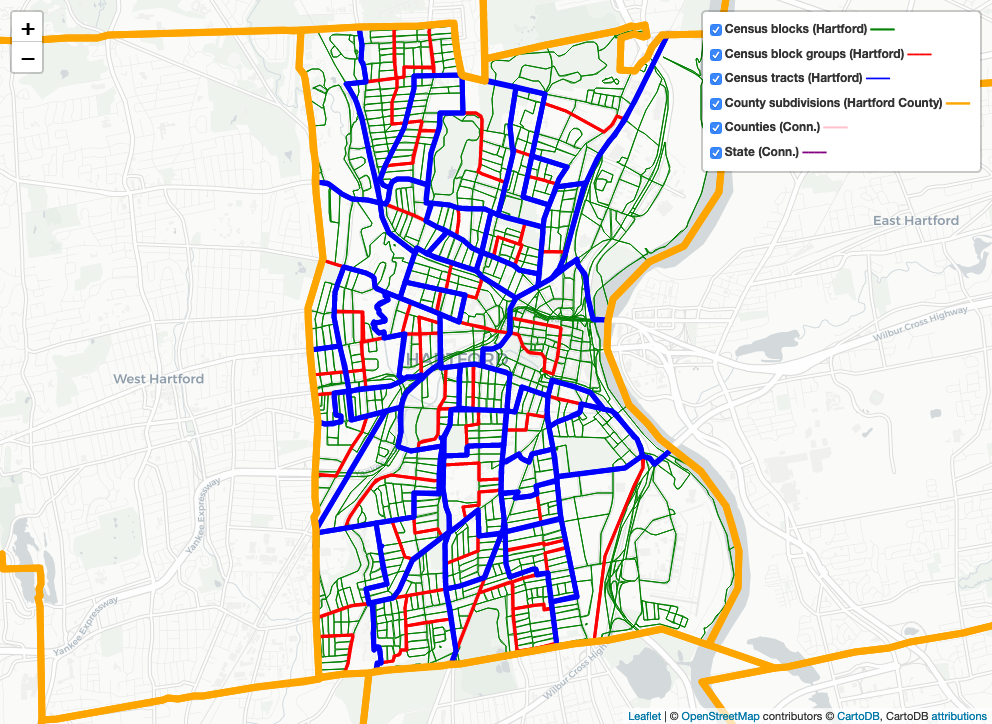 +
−
Census blocks (Hartford)
Census block groups (Hartford)
Census tracts (Hartford)
County subdivisions (Hartford County)
Counties (Conn.)
State (Conn.)
East Hartford
Wilbur Cross Highway
HARTFORD
West Hartford
Yankee Expressway
Yankee Expressway
Wilbur Cross High
Leaflet | © OpenStreetMap contributors © CartoDB, CartoDB attributions